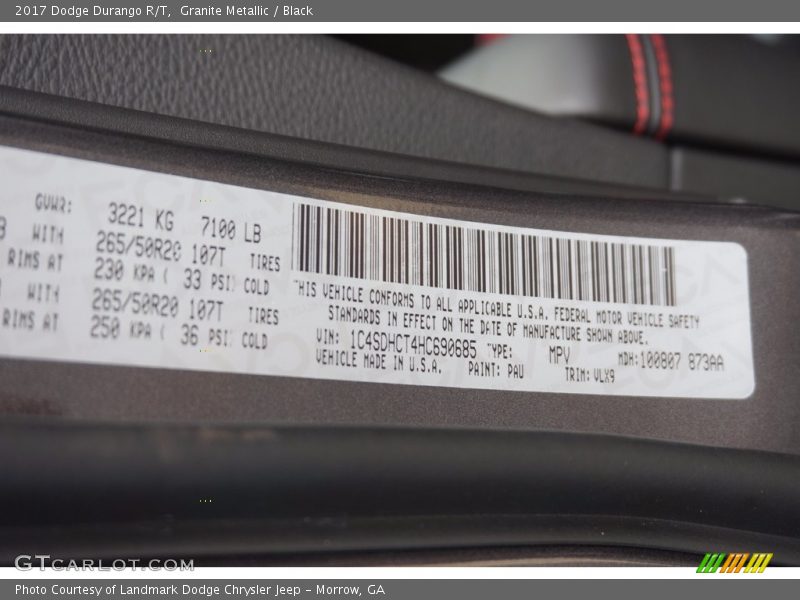 2017 Dodge Durango R/T, Granite Metallic / Black
GVWR: 3221 KG 7100 LB
WITH 265/50R20 107T TIRES
RIMS AT 230 KPA ( 33 PSI) COLD
WITH 265/50R20 107T TIRES
RIMS AT 250 KPA ( 36 PSI) COLD
THIS VEHICLE CONFORMS TO ALL APPLICABLE U.S.A. FEDERAL MOTOR VEHICLE SAFETY
STANDARDS IN EFFECT ON THE DATE OF MANUFACTURE SHOWN ABOVE.
VIN: 1C4SDHCT4HC690685 TYPE: MPV MDH: 100807 873AA
VEHICLE MADE IN U.S.A. PAINT: PAU TRIM: VLX9
GTCARLOT.COM
Photo Courtesy of Landmark Dodge Chrysler Jeep - Morrow, GA